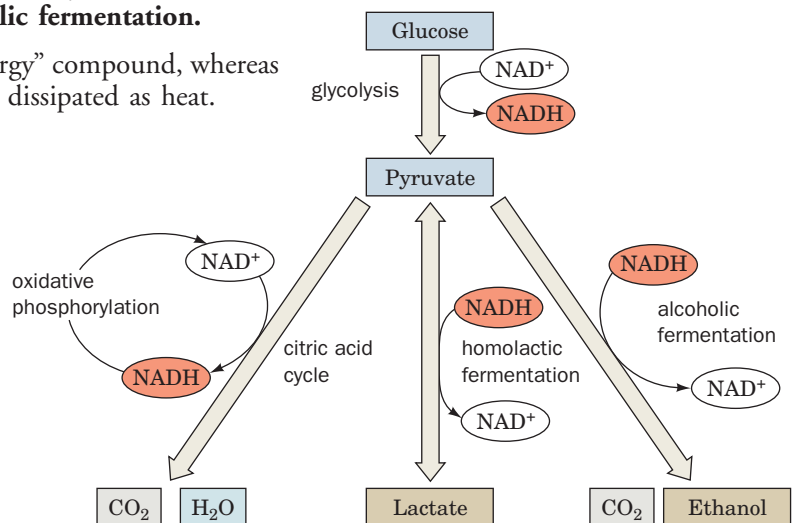 lic fermentation.
rgy” compound, whereas
dissipated as heat.
Glucose
glycolysis
NAD+
NADH
Pyruvate
oxidative
phosphorylation
NAD+
NADH
citric acid
cycle
NADH
homolactic
fermentation
NAD+
NADH
alcoholic
fermentation
NAD+
CO2
H2O
Lactate
CO2
Ethanol